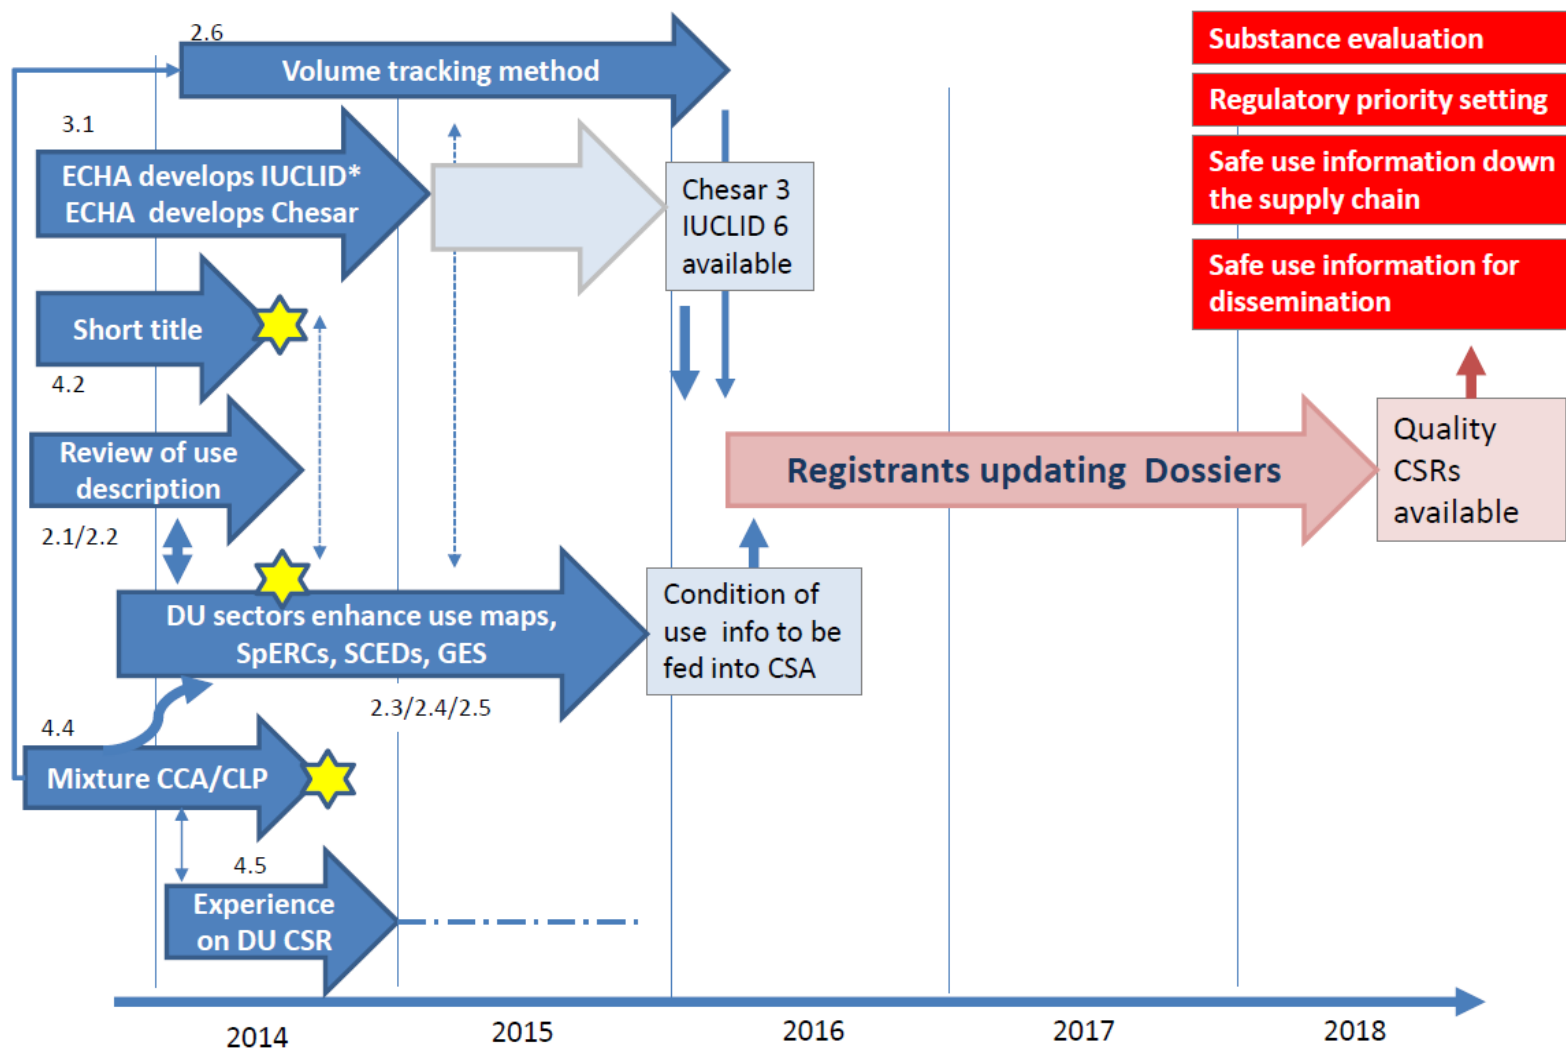 2.6
Volume tracking method
3.1
ECHA develops IUCLID*
ECHA develops Chesar
Chesar 3
IUCLID 6
available
Short title
4.2
Review of use
description
2.1/2.2
DU sectors enhance use maps,
SpERCs, SCEDs, GES
2.3/2.4/2.5
Condition of
use info to be
fed into CSA
4.4
Mixture CCA/CLP
4.5
Experience
on DU CSR
Registrants updating Dossiers
Quality
CSRs
available
Substance evaluation
Regulatory priority setting
Safe use information down
the supply chain
Safe use information for
dissemination
2014
2015
2016
2017
2018